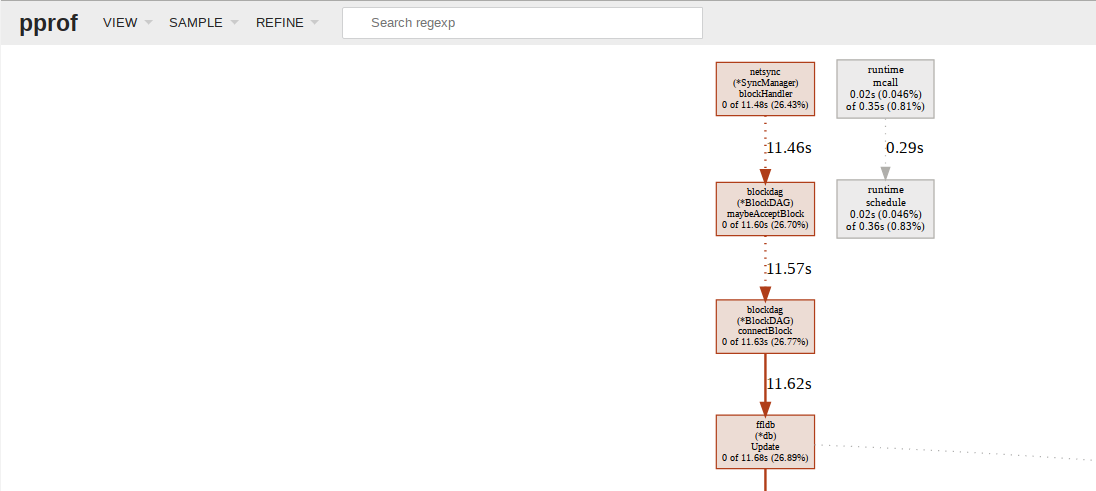 pprof VIEW SAMPLE REFINE Search regexp
netsync
(*SyncManager)
blockHandler
0 of 11.48s (26.43%)
runtime
mcall
0.02s (0.046%)
of 0.35s (0.81%)
11.46s
0.29s
blockdag
(*BlockDAG)
maybeAcceptBlock
0 of 11.60s (26.70%)
runtime
schedule
0.02s (0.046%)
of 0.36s (0.83%)
11.57s
blockdag
(*BlockDAG)
connectBlock
0 of 11.63s (26.77%)
11.62s
ffldb
(*db)
Update
0 of 11.68s (26.89%)